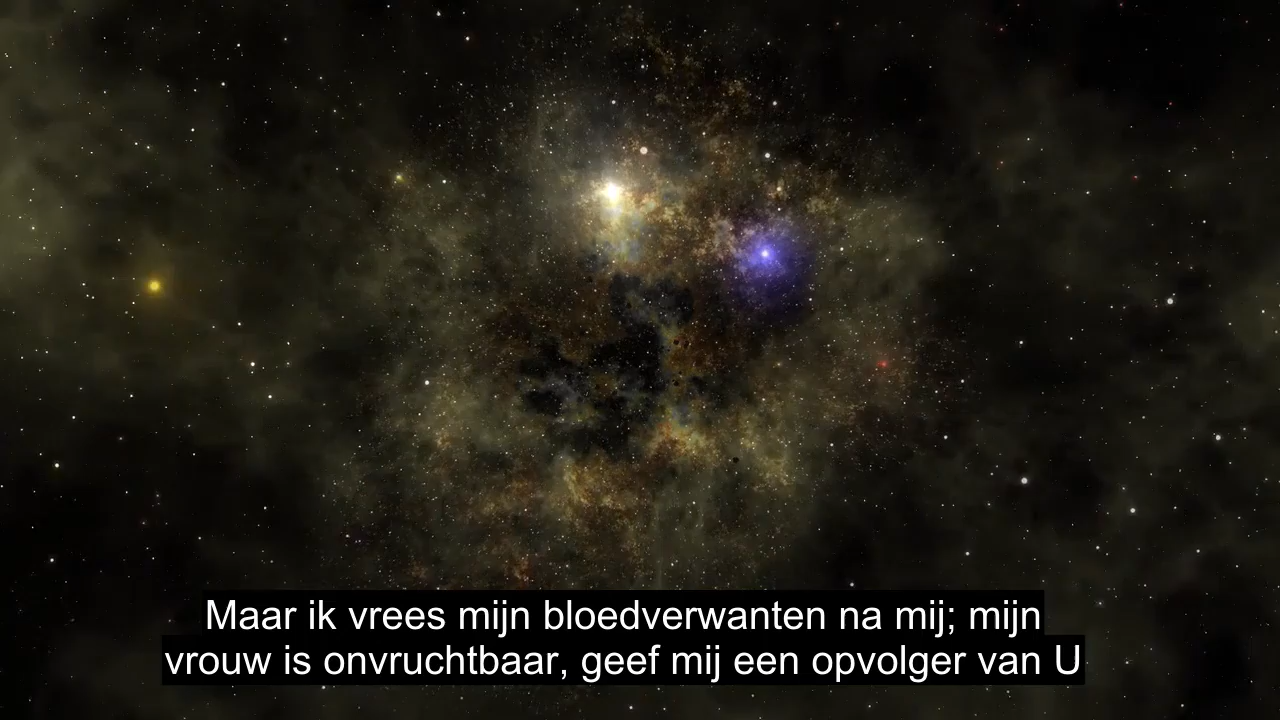 Maar ik vrees mijn bloedverwanten na mij; mijn
vrouw is onvruchtbaar, geef mij een opvolger van U